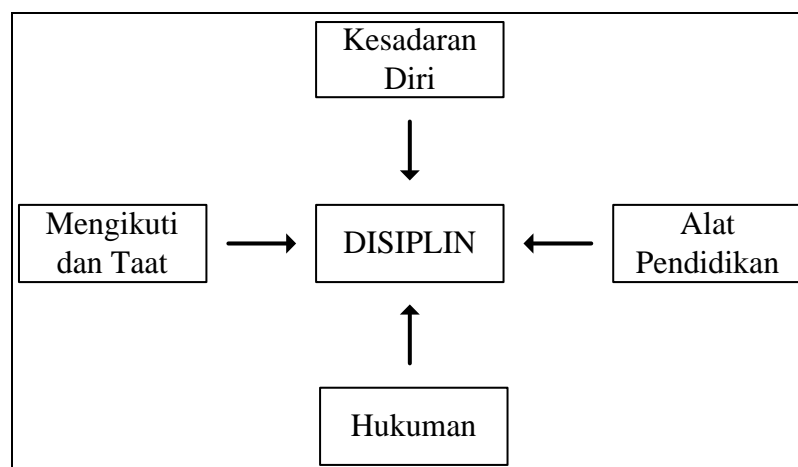 Kesadaran
Diri
Mengikuti
dan Taat
DISIPLIN
Alat
Pendidikan
Hukuman